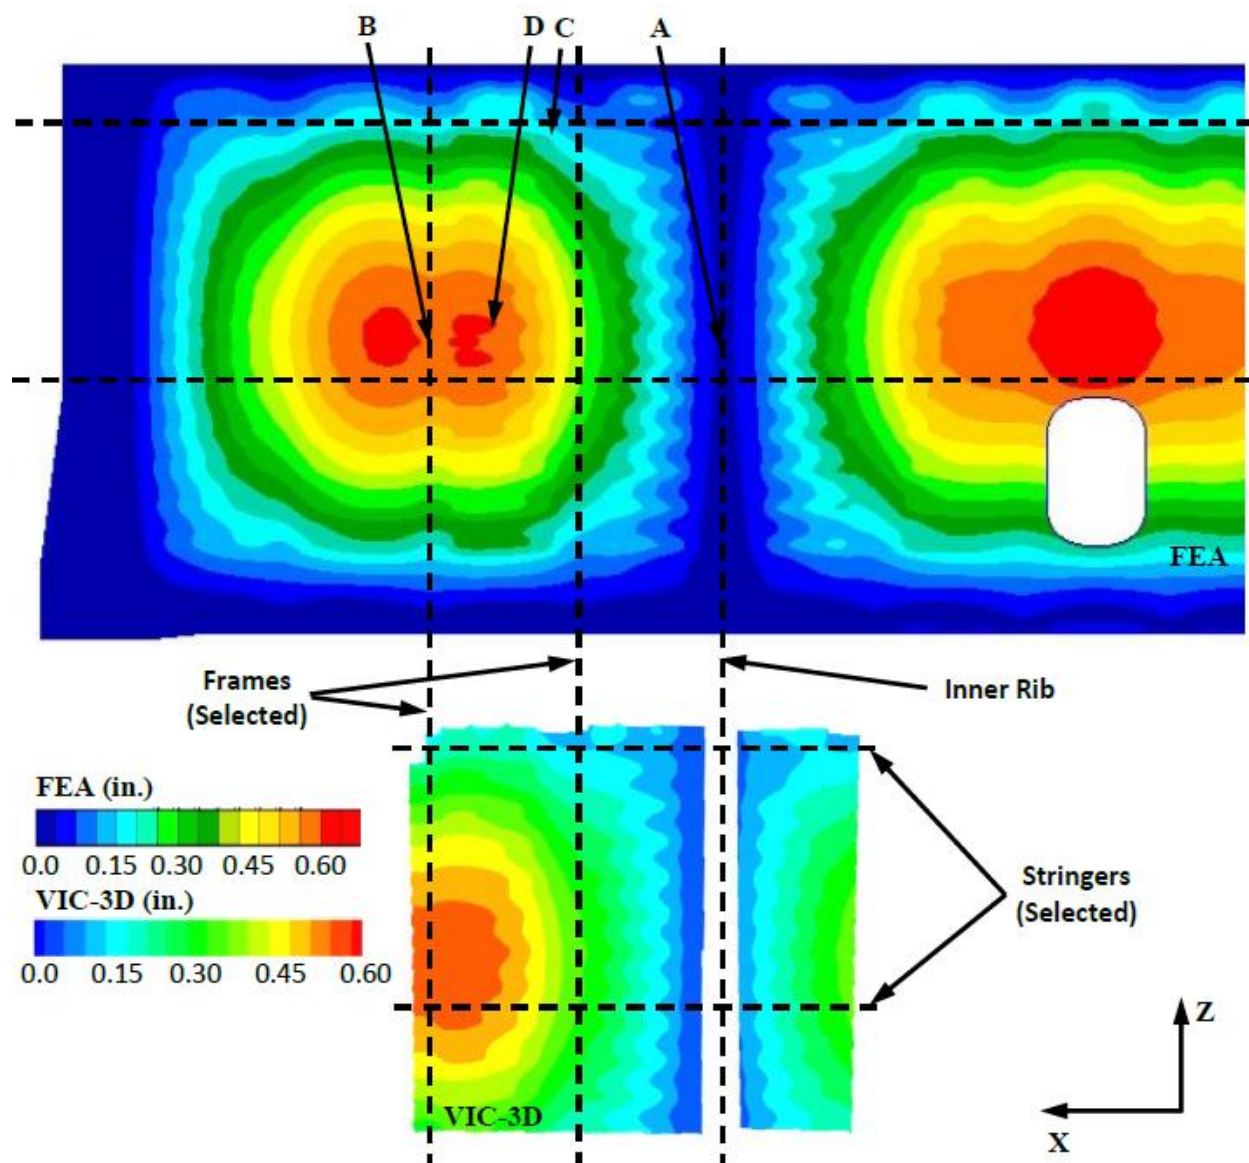 B D C A
FEA
Frames
(Selected)
Inner Rib
FEA (in.)
0.0 0.15 0.30 0.45 0.60
VIC-3D (in.)
0.0 0.15 0.30 0.45 0.60
Stringers
(Selected)
VIC-3D
Z
X